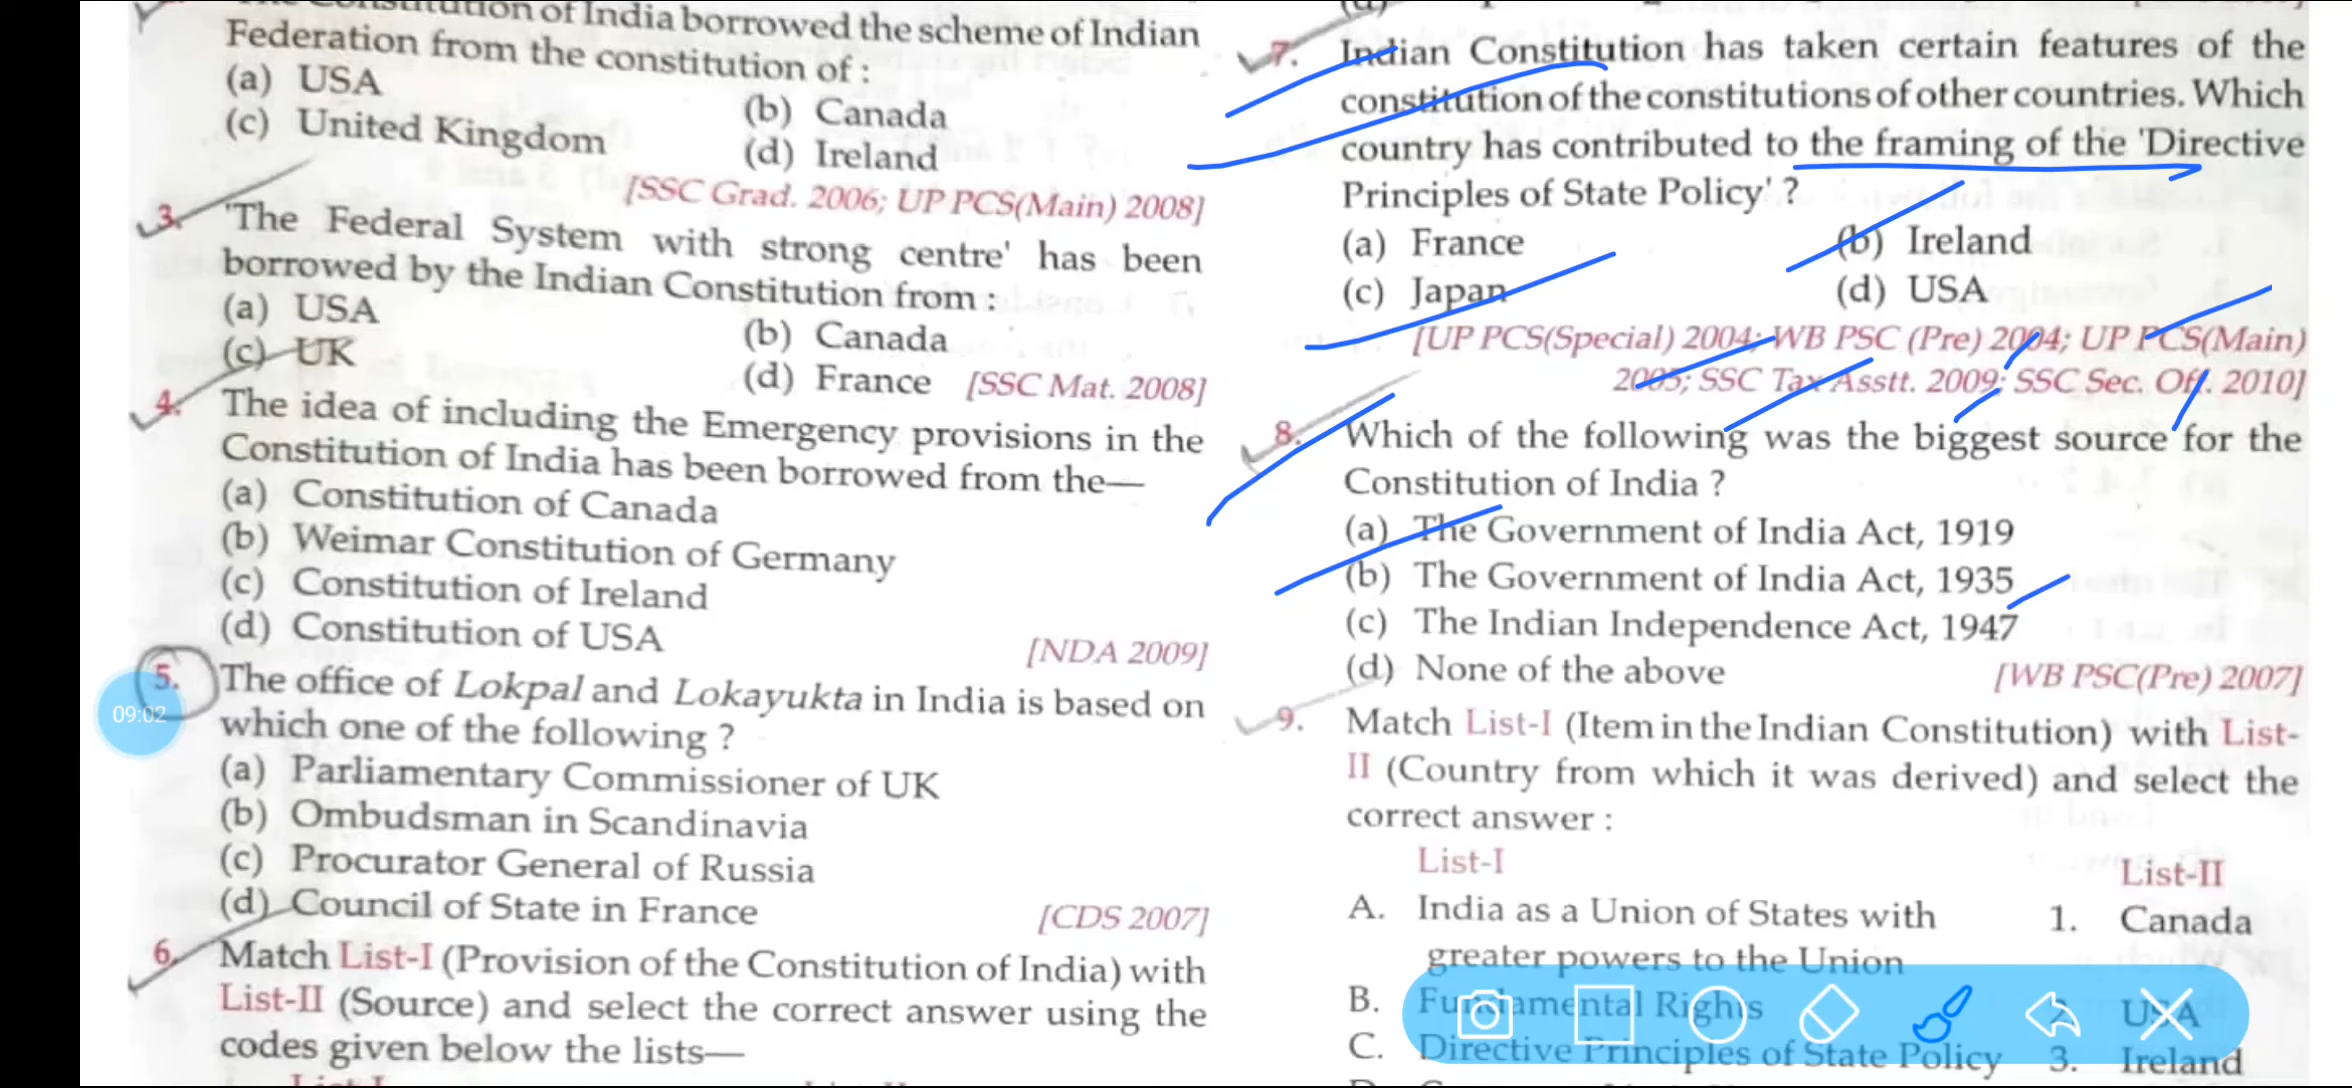 Constitution of India borrowed the scheme of Indian
Federation from the constitution of :
(a) USA
(b) Canada
(c) United Kingdom
(d) Ireland
[SSC Grad. 2006; UP PCS(Main) 2008]
3. 'The Federal System with strong centre' has been
borrowed by the Indian Constitution from :
(a) USA
(b) Canada
(c) UK
(d) France [SSC Mat. 2008]
4. The idea of including the Emergency provisions in the
Constitution of India has been borrowed from the—
(a) Constitution of Canada
(b) Weimar Constitution of Germany
(c) Constitution of Ireland
(d) Constitution of USA
[NDA 2009]
5. The office of Lokpal and Lokayukta in India is based on
which one of the following ?
(a) Parliamentary Commissioner of UK
(b) Ombudsman in Scandinavia
(c) Procurator General of Russia
(d) Council of State in France
[CDS 2007]
6. Match List-I (Provision of the Constitution of India) with
List-II (Source) and select the correct answer using the
codes given below the lists—
09:02
7. Indian Constitution has taken certain features of the
constitution of the constitutions of other countries. Which
country has contributed to the framing of the 'Directive
Principles of State Policy' ?
(a) France
(b) Ireland
(c) Japan
(d) USA
[UP PCS(Special) 2004; WB PSC (Pre) 2004; UP PCS(Main)
2005; SSC Tax Asstt. 2009; SSC Sec. Off. 2010]
8. Which of the following was the biggest source for the
Constitution of India ?
(a) The Government of India Act, 1919
(b) The Government of India Act, 1935
(c) The Indian Independence Act, 1947
(d) None of the above
[WB PSC(Pre) 2007]
9. Match List-I (Item in the Indian Constitution) with List-
II (Country from which it was derived) and select the
correct answer :
List-I
List-II
A. India as a Union of States with
1. Canada
greater powers to the Union
B. Fundamental Rights
2. USA
C. Directive Principles of State Policy
3. Ireland